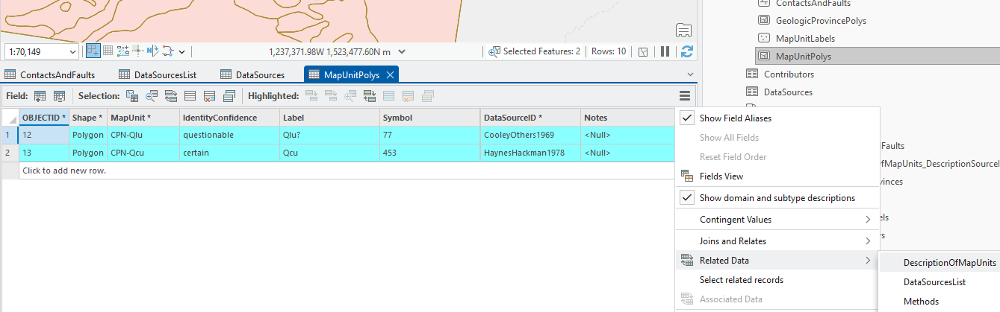 ContactsAndFaults
GeologicProvincePolys
MapUnitLabels
MapUnitPolys
Contributors
DataSources
1:70,149
1,237,371.98W 1,523,477.60N m
Selected Features: 2
Rows: 10
ContactsAndFaults DataSourcesList DataSources MapUnitPolys
Field: Selection: Highlighted:
OBJECTID * Shape * MapUnit * IdentityConfidence Label Symbol DataSourceID * Notes
1 12 Polygon CPN-Qlu questionable Qlu? 77 CooleyOthers1969 <Null>
2 13 Polygon CPN-Qcu certain Qcu 453 HaynesHackman1978 <Null>
Click to add new row.
Show Field Aliases
Show All Fields
Reset Field Order
Fields View
Show domain and subtype descriptions
Contingent Values
Joins and Relates
Related Data
Select related records
Associated Data
DescriptionOfMapUnits
DataSourcesList
Methods